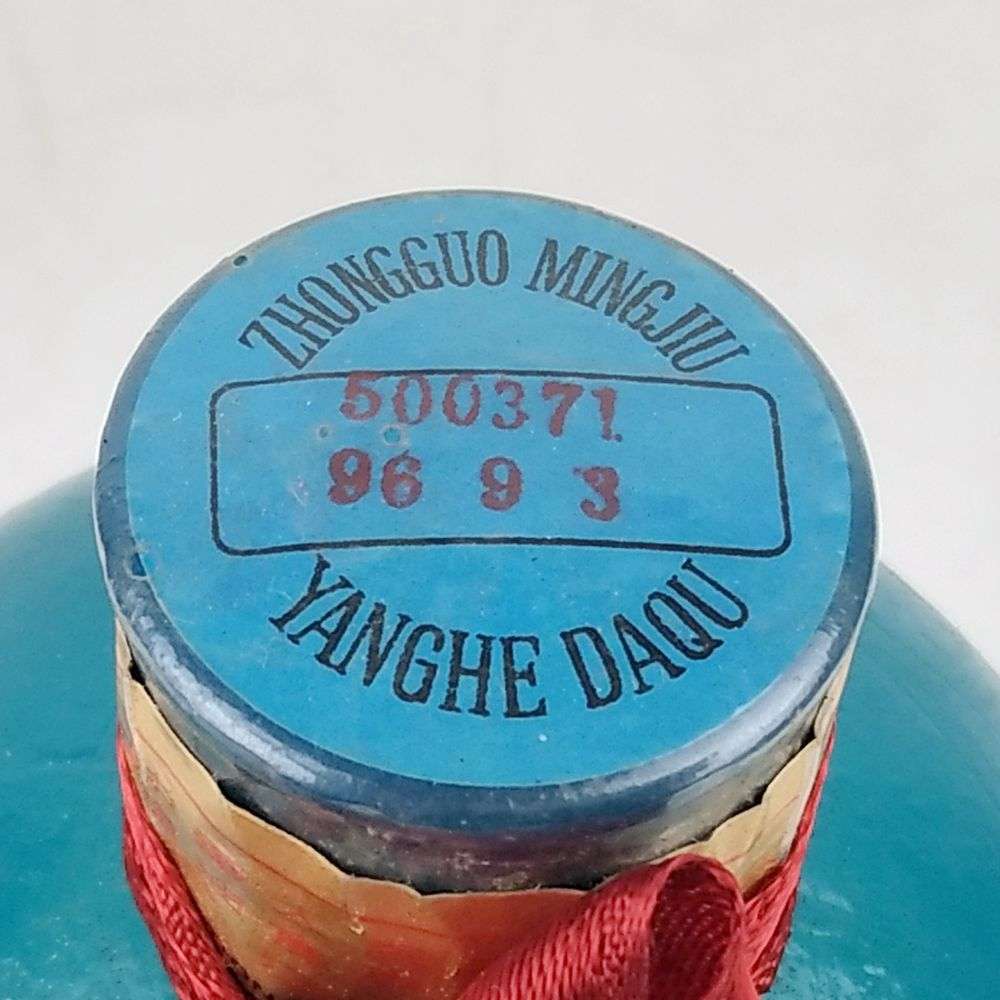 ZHONGGUO MINGJIU
500371
96 9 3
YANGHE DAQU